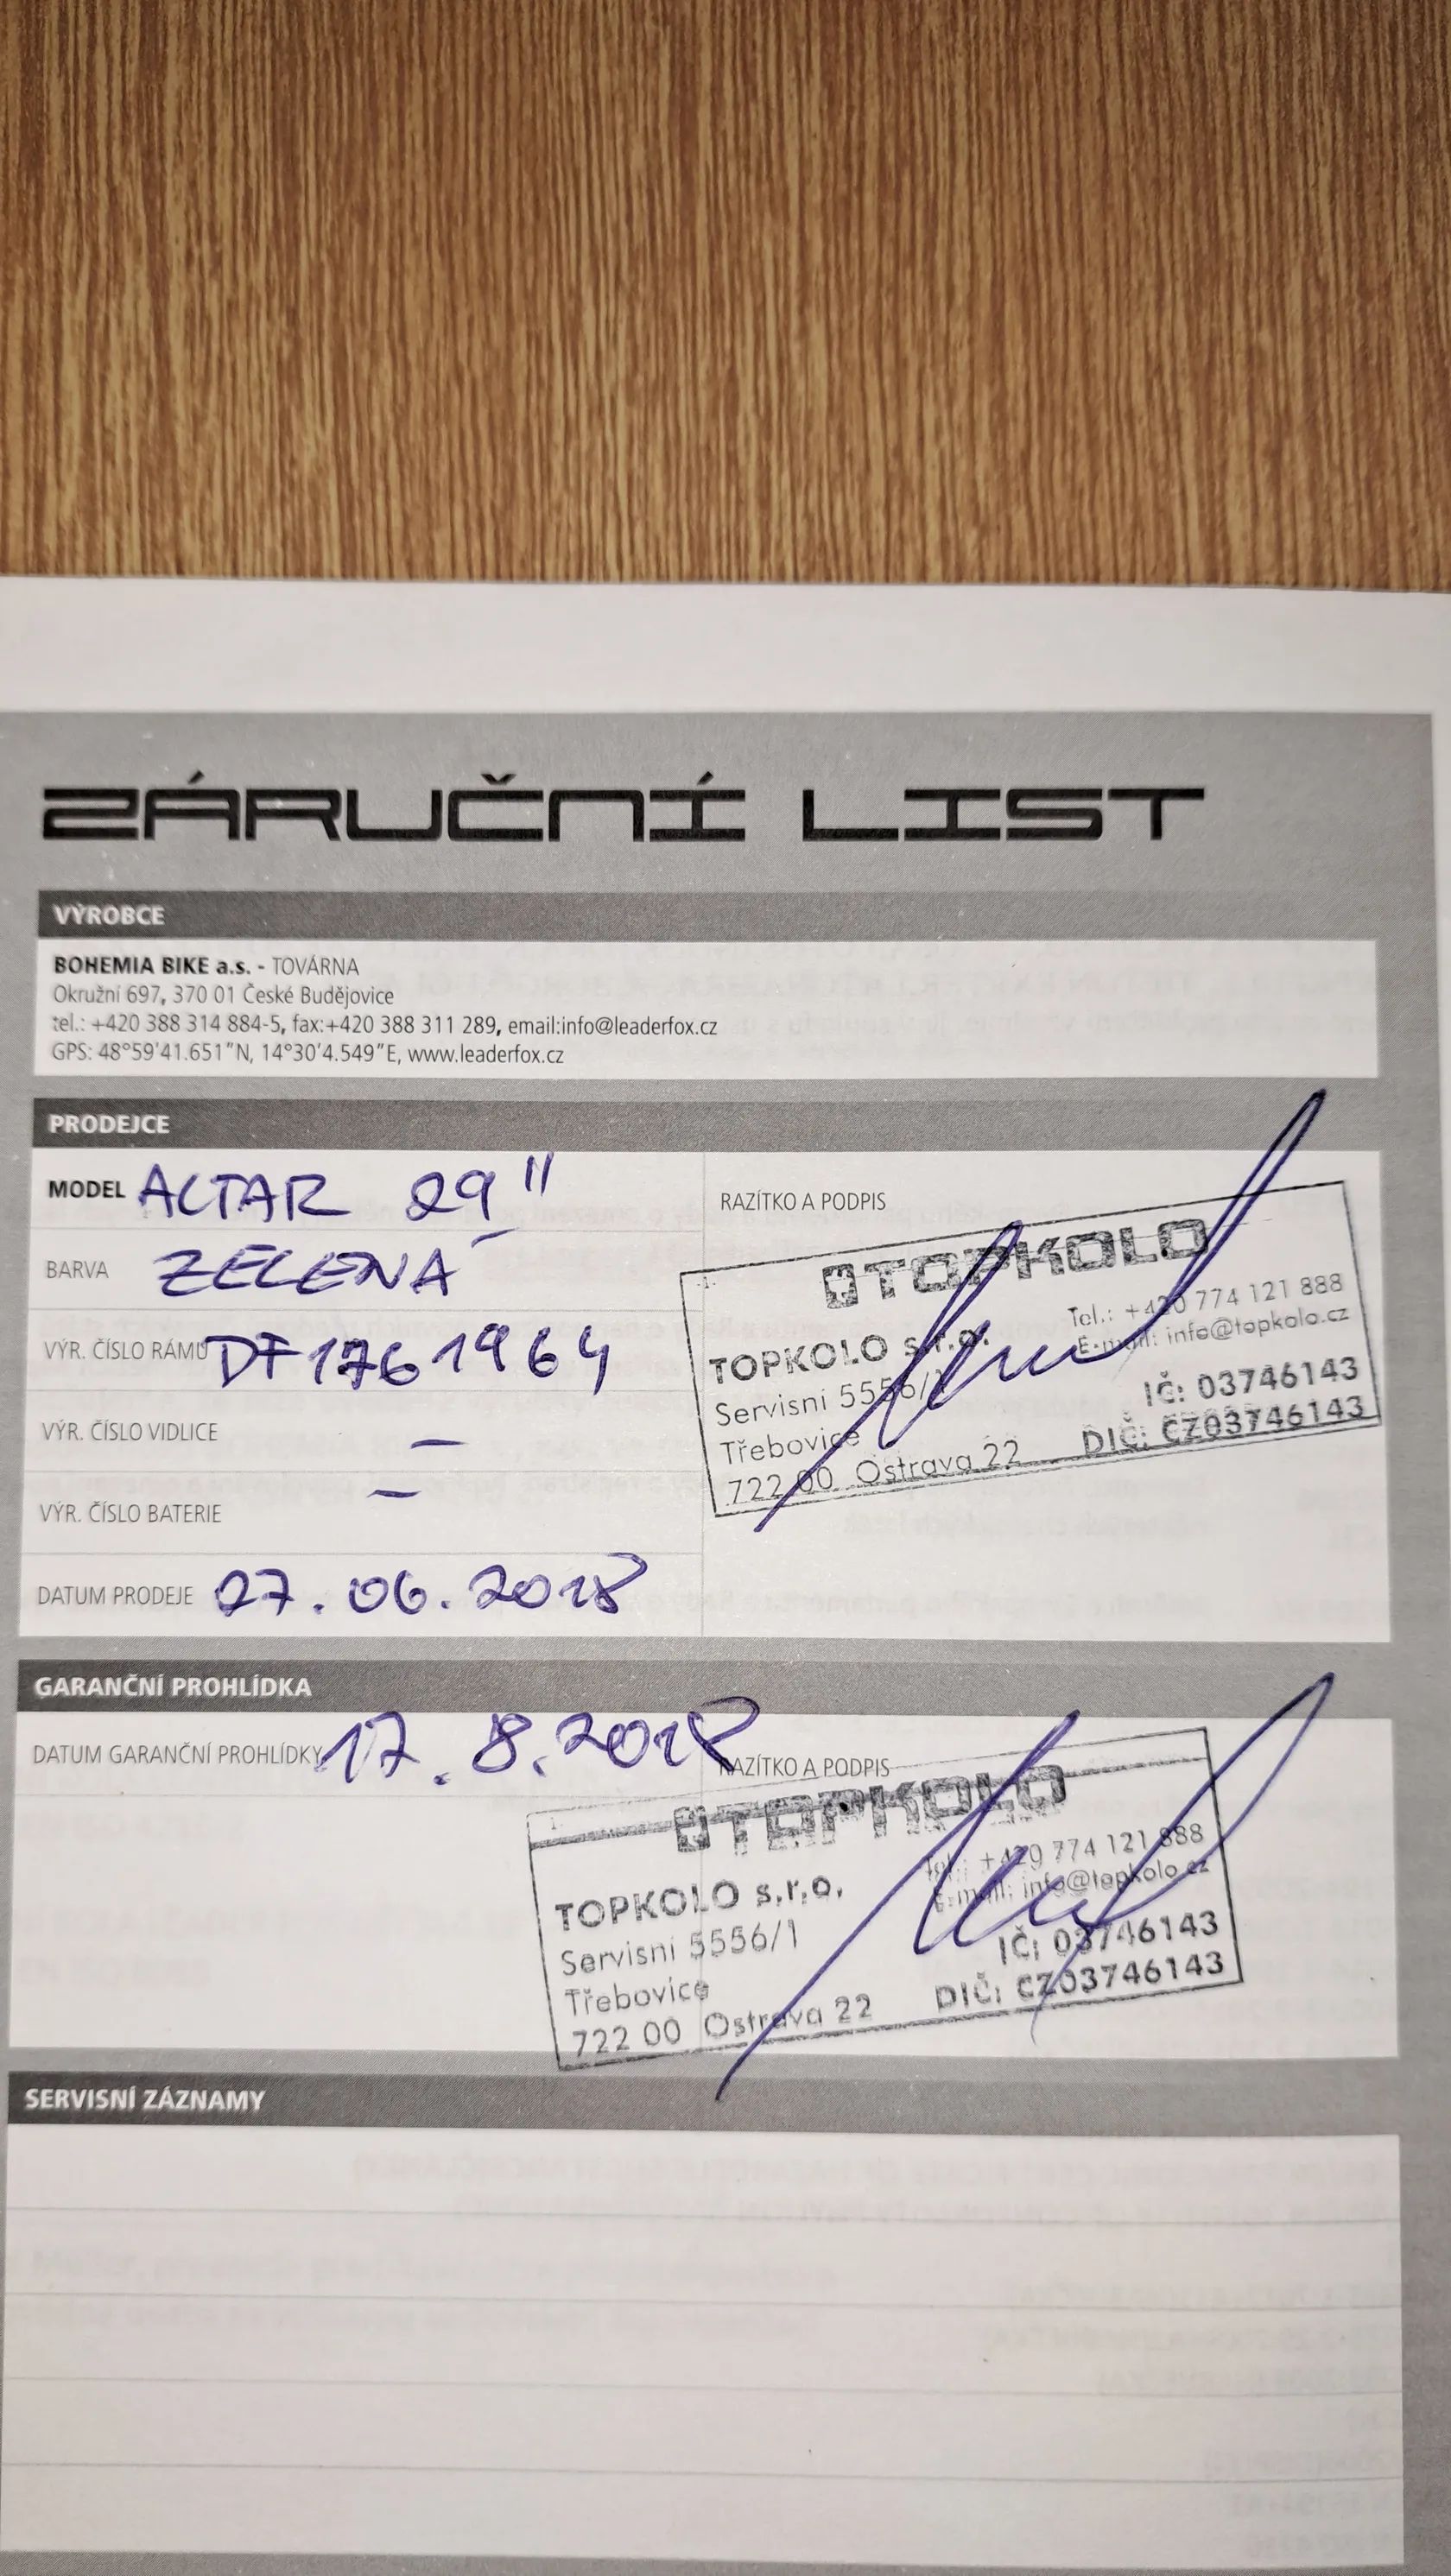 ZÁRUČNÍ LIST
VÝROBCE
BOHEMIA BIKE a.s. - TOVÁRNA
Okružní 697, 370 01 České Budějovice
tel.: +420 388 314 884-5, fax:+420 388 311 289, email:info@leaderfox.cz
GPS: 48°59'41.651"N, 14°30'4.549"E, www.leaderfox.cz
PRODEJCE
MODEL ALTAR 29"
BARVA ZELENÁ
VÝR. ČÍSLO RÁMU DF1761964
VÝR. ČÍSLO VIDLICE –
VÝR. ČÍSLO BATERIE –
DATUM PRODEJE 27.06.2018
RAZÍTKO A PODPIS
-1-
TOPKOLO
TOPKOLO s.r.o.
Servisní 5556/1
Třebovice
722 00 Ostrava 22
Tel.: +420 774 121 888
E-mail: info@topkolo.cz
IČ: 03746143
DIČ: CZ03746143
GARANČNÍ PROHLÍDKA
DATUM GARANČNÍ PROHLÍDKY 17.8.2018
RAZÍTKO A PODPIS
-1-
TOPKOLO
TOPKOLO s.r.o.
Servisní 5556/1
Třebovice
722 00 Ostrava 22
Tel.: +420 774 121 888
E-mail: info@topkolo.cz
IČ: 03746143
DIČ: CZ03746143
SERVISNÍ ZÁZNAMY